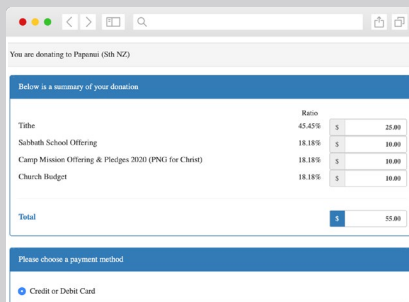 You are donating to Papanui (Sth NZ)
Below is a summary of your donation
Ratio
Tithe 45.45% $ 25.00
Sabbath School Offering 18.18% $ 10.00
Camp Mission Offering & Pledges 2020 (PNG for Christ) 18.18% $ 10.00
Church Budget 18.18% $ 10.00
Total $ 55.00
Please choose a payment method
Credit or Debit Card